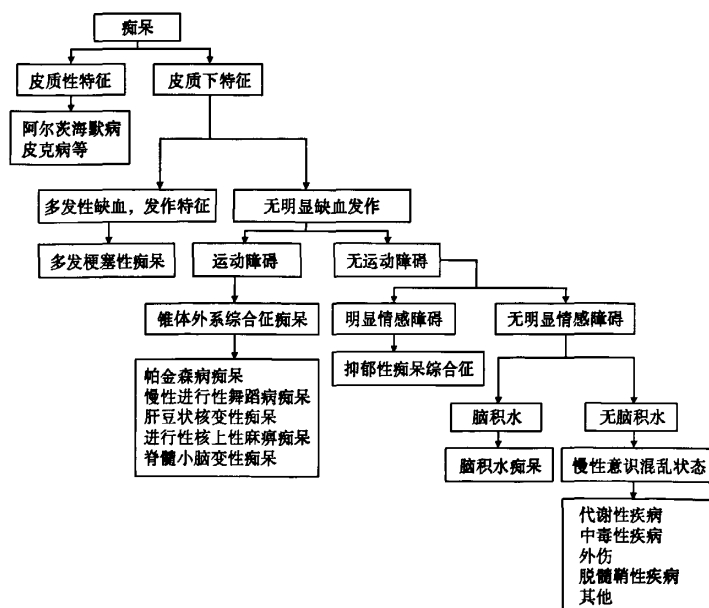 痴呆
皮质性特征
皮质下特征
阿尔茨海默病
皮克病等
多发性缺血，发作特征
无明显缺血发作
多发梗塞性痴呆
运动障碍
无运动障碍
锥体外系综合征痴呆
明显情感障碍
无明显情感障碍
帕金森病痴呆
慢性进行性舞蹈病痴呆
肝豆状核变性痴呆
进行性核上性麻痹痴呆
脊髓小脑变性痴呆
抑郁性痴呆综合征
脑积水
无脑积水
脑积水痴呆
慢性意识混乱状态
代谢性疾病
中毒性疾病
外伤
脱髓鞘性疾病
其他